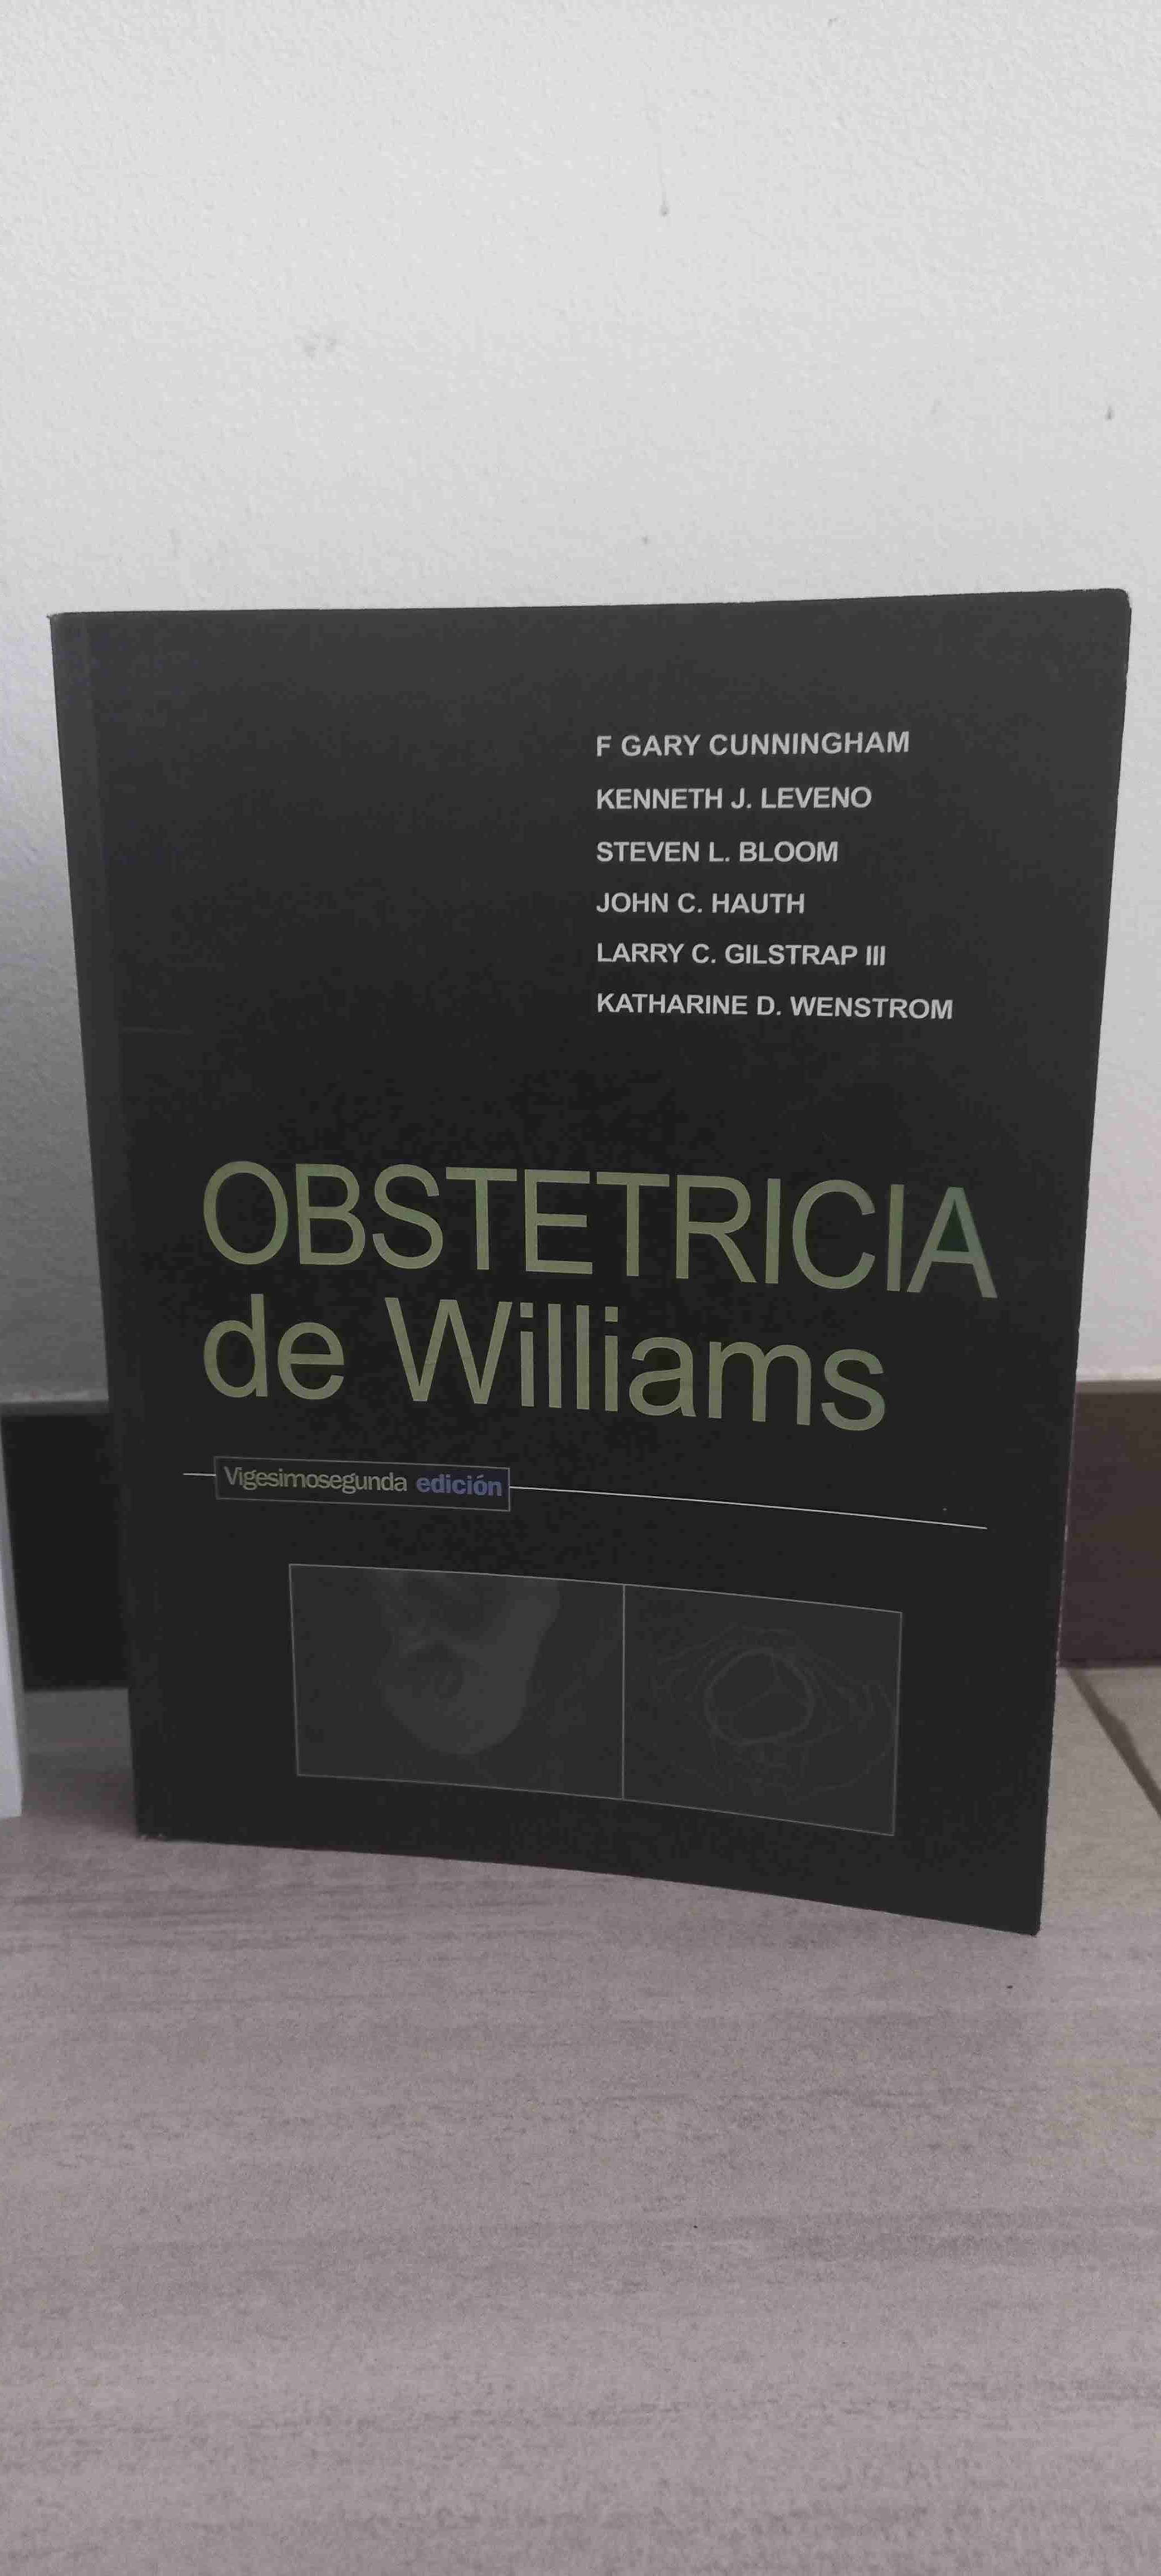 F GARY CUNNINGHAM
KENNETH J. LEVENO
STEVEN L. BLOOM
JOHN C. HAUTH
LARRY C. GILSTRAP III
KATHARINE D. WENSTROM
OBSTETRICIA
de Williams
Vigesimosegunda edición